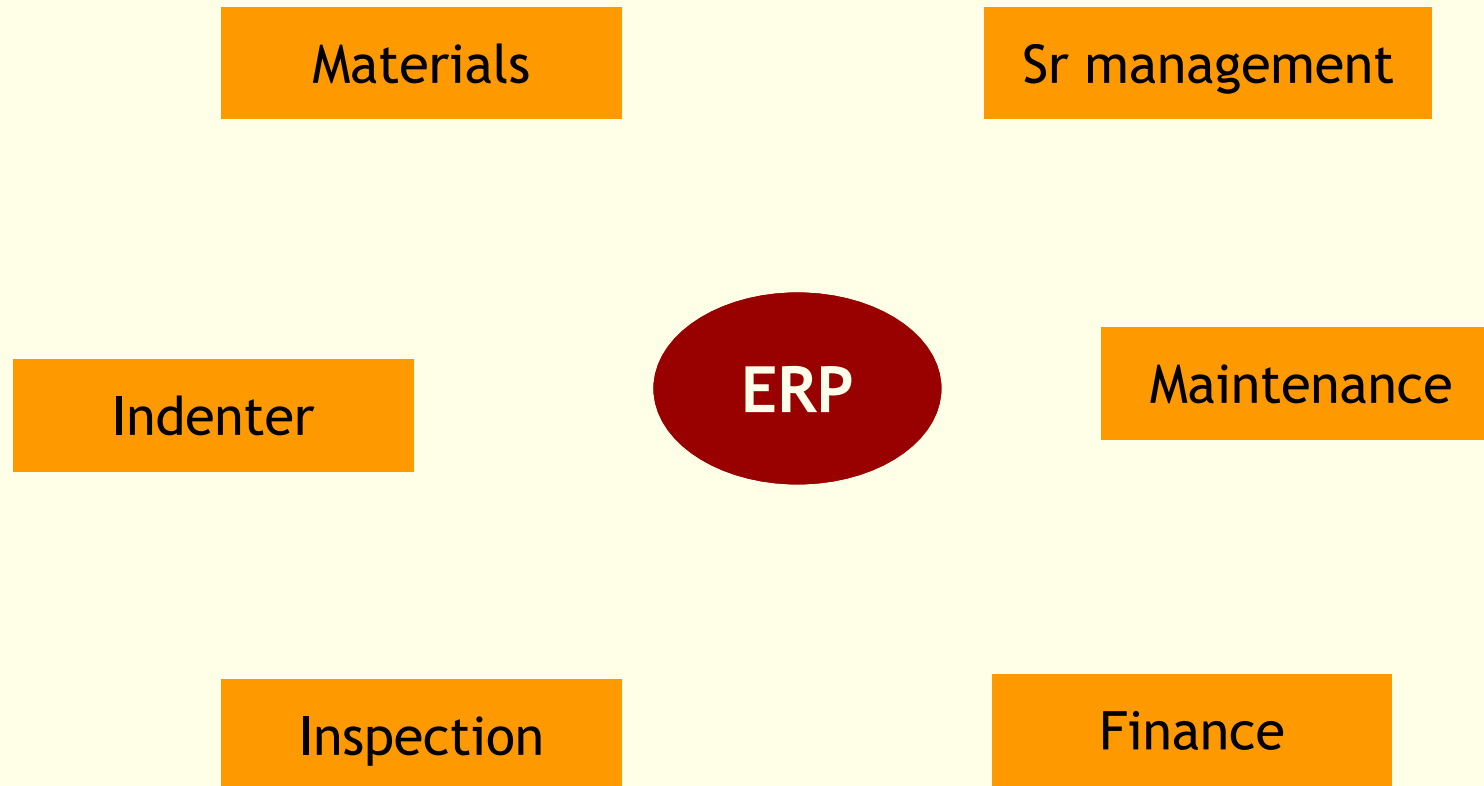 Materials
Sr management
Indenter
ERP
Maintenance
Inspection
Finance